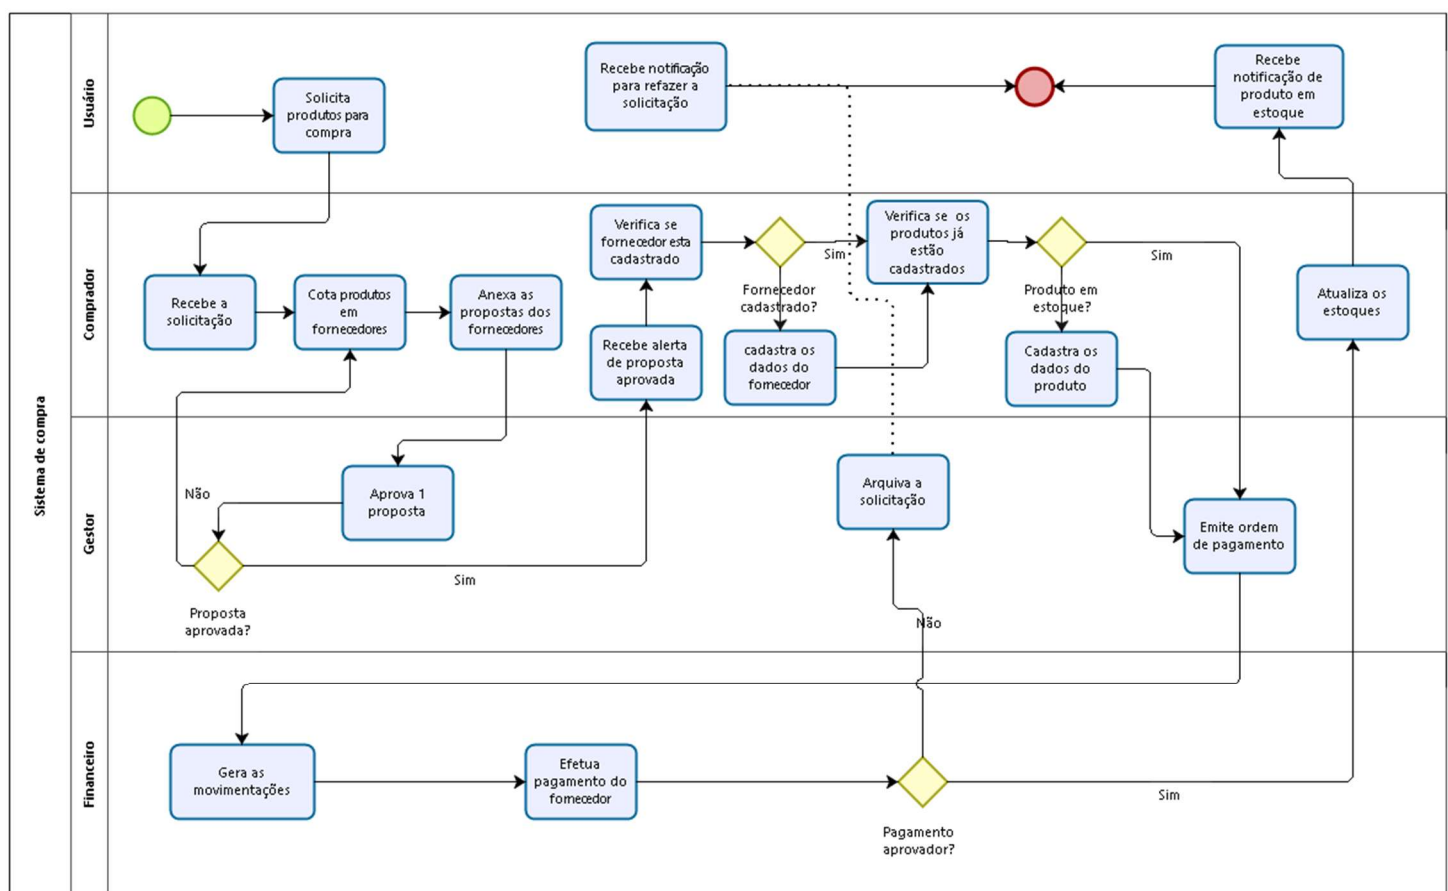 Sistema de compra
Usuário
Solicita
produtos para
compra
Recebe notificação
para refazer a
solicitação
Recebe
notificação de
produto em
estoque
Comprador
Recebe a
solicitação
Cota produtos
em
fornecedores
Anexa as
propostas dos
fornecedores
Verifica se
fornecedor esta
cadastrado
Recebe alerta
de proposta
aprovada
Fornecedor
cadastrado?
Sim
cadastra os
dados do
fornecedor
Verifica se os
produtos já
estão
cadastrados
Produto em
estoque?
Sim
Cadastra os
dados do
produto
Atualiza os
estoques
Gestor
Aprova 1
proposta
Não
Proposta
aprovada?
Sim
Arquiva a
solicitação
Não
Emite ordem
de pagamento
Financeiro
Gera as
movimentações
Efetua
pagamento do
fornecedor
Pagamento
aprovador?
Sim